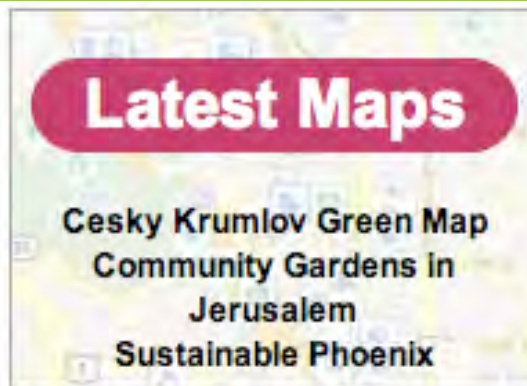 Latest Maps
Cesky Krumlov Green Map
Community Gardens in
Jerusalem
Sustainable Phoenix